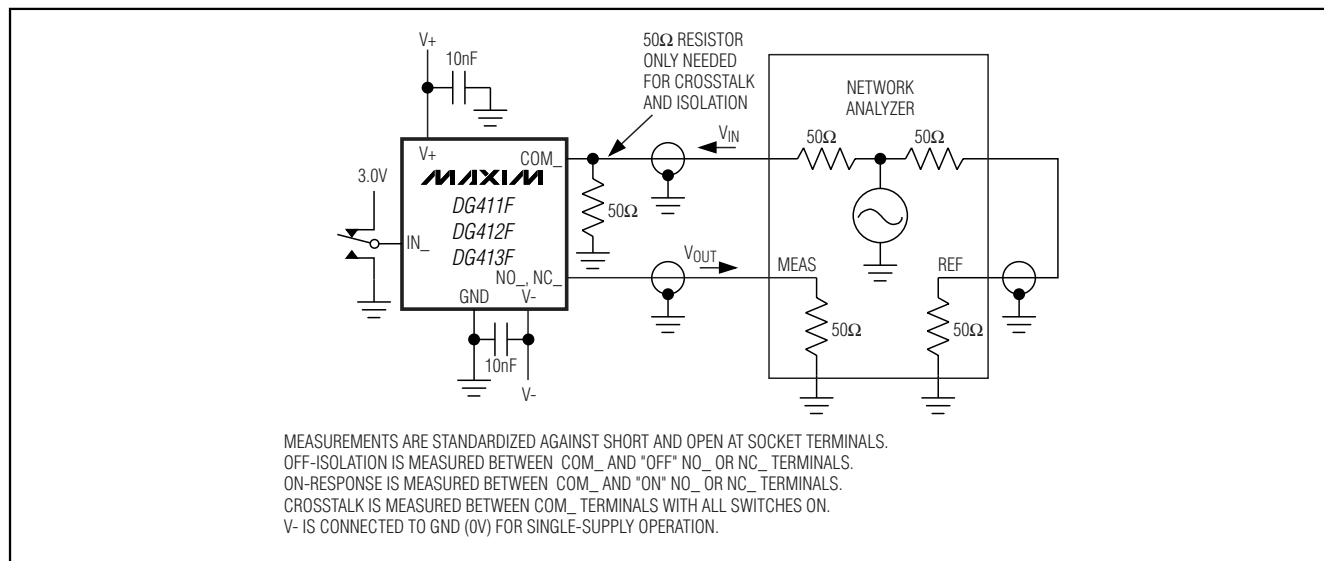 V+
10nF
50Ω RESISTOR
ONLY NEEDED
FOR CROSSTALK
AND ISOLATION
NETWORK
ANALYZER
VIN
50Ω
50Ω
V+
COM_
MAXIM
3.0V
DG411F
DG412F
DG413F
50Ω
IN_
VOUT
MEAS
REF
NO_, NC_
GND
V-
50Ω
50Ω
10nF
V-
MEASUREMENTS ARE STANDARDIZED AGAINST SHORT AND OPEN AT SOCKET TERMINALS.
OFF-ISOLATION IS MEASURED BETWEEN COM_ AND "OFF" NO_ OR NC_ TERMINALS.
ON-RESPONSE IS MEASURED BETWEEN COM_ AND "ON" NO_ OR NC_ TERMINALS.
CROSSTALK IS MEASURED BETWEEN COM_ TERMINALS WITH ALL SWITCHES ON.
V- IS CONNECTED TO GND (0V) FOR SINGLE-SUPPLY OPERATION.